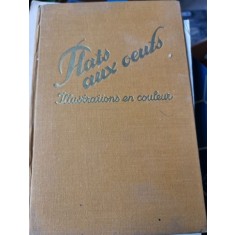 Plats
aux oeufs
Illustrations en couleur